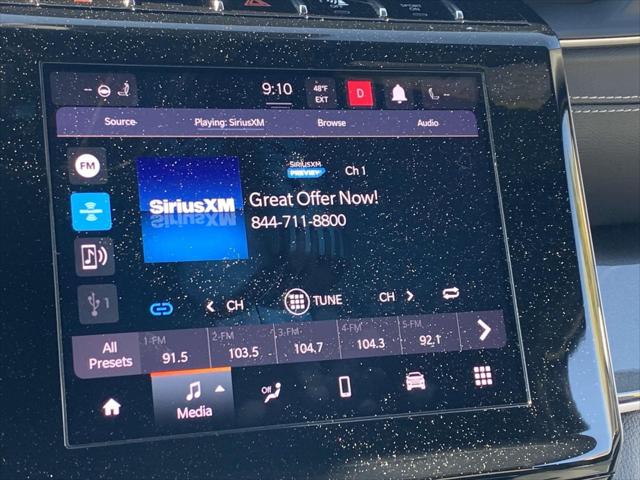 SPORT
ON
-- 9:10 48°F
EXT D --
Source Playing: SiriusXM Browse Audio
FM
SiriusXM
SIRIUSXM
PREVIEW Ch 1
Great Offer Now!
844-711-8800
1
< CH TUNE CH >
All
Presets
1-FM 2-FM 3-FM 4-FM 5-FM
91.5 103.5 104.7 104.3 92.1
Media
Off